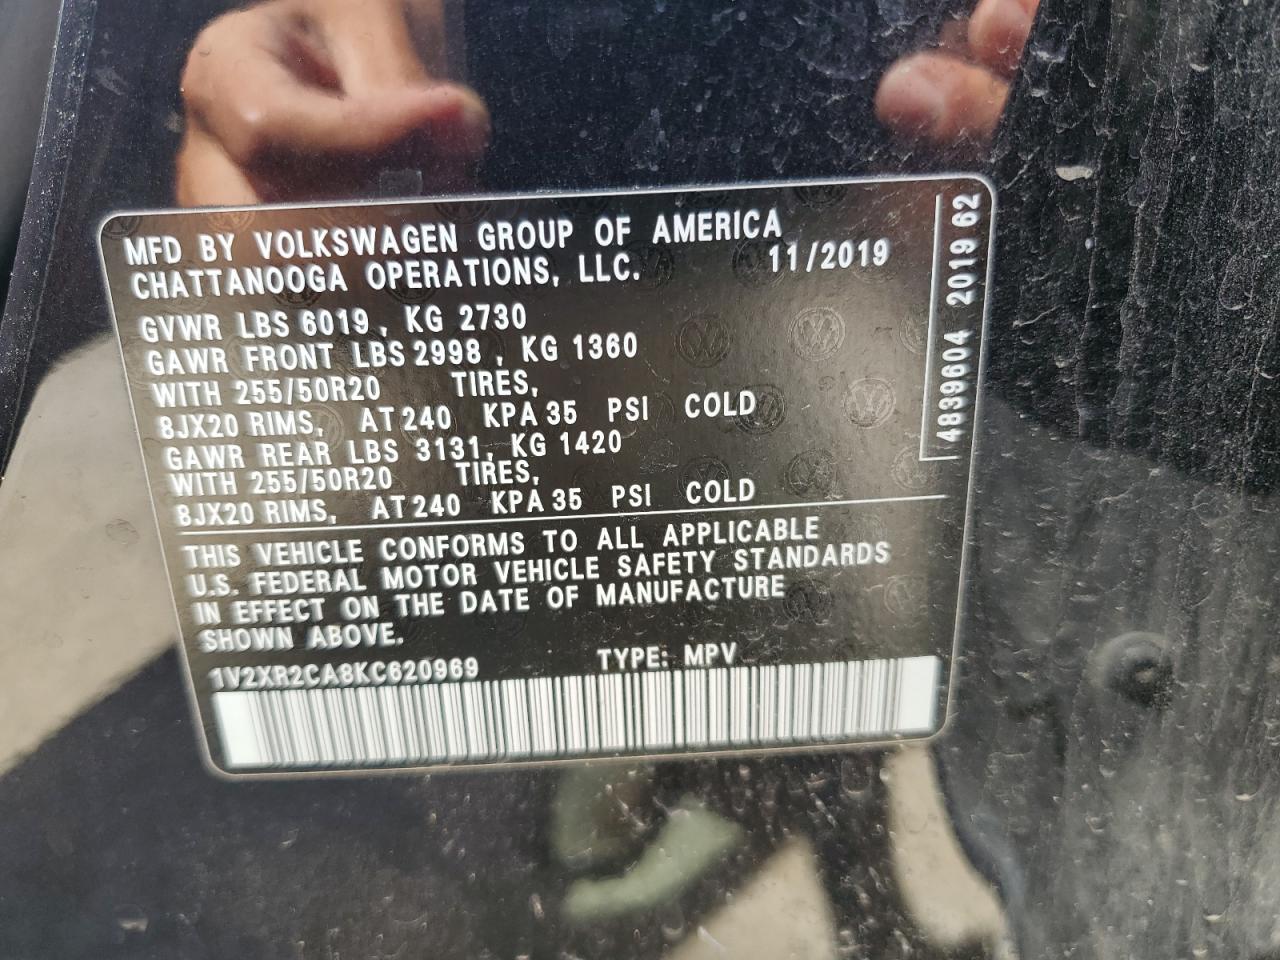 MFD BY VOLKSWAGEN GROUP OF AMERICA
CHATTANOOGA OPERATIONS, LLC. 11/2019
GVWR LBS 6019, KG 2730
GAWR FRONT LBS 2998, KG 1360
WITH 255/50R20 TIRES,
8JX20 RIMS, AT 240 KPA 35 PSI COLD
GAWR REAR LBS 3131, KG 1420
WITH 255/50R20 TIRES,
8JX20 RIMS, AT 240 KPA 35 PSI COLD
THIS VEHICLE CONFORMS TO ALL APPLICABLE
U.S. FEDERAL MOTOR VEHICLE SAFETY STANDARDS
IN EFFECT ON THE DATE OF MANUFACTURE
SHOWN ABOVE.
1V2XR2CA8KC620969 TYPE: MPV
4839604 2019 62